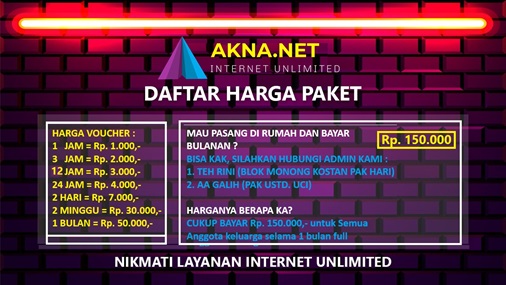 AKNA.NET
INTERNET UNLIMITED
DAFTAR HARGA PAKET
HARGA VOUCHER :
1 JAM = Rp. 1.000,-
3 JAM = Rp. 2.000,-
12 JAM = Rp. 3.000,-
24 JAM = Rp. 4.000,-
2 HARI = Rp. 7.000,-
2 MINGGU = Rp. 30.000,-
1 BULAN = Rp. 50.000,-
MAU PASANG DI RUMAH DAN BAYAR
BULANAN ?
Rp. 150.000
BISA KAK, SILAHKAN HUBUNGI ADMIN KAMI :
1. TEH RINI (BLOK MONONG KOSTAN PAK HARI)
2. AA GALIH (PAK USTD. UCI)
HARGANYA BERAPA KA?
CUKUP BAYAR Rp. 150.000,- untuk Semua
Anggota keluarga selama 1 bulan full
NIKMATI LAYANAN INTERNET UNLIMITED